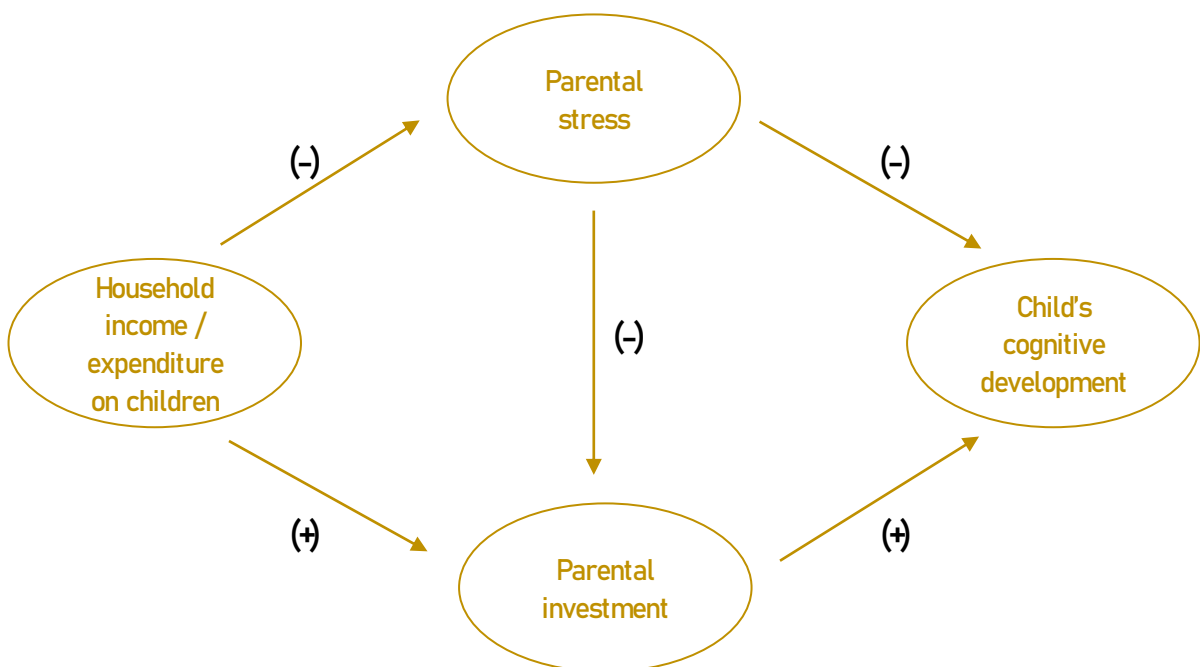 Parental
stress
(-)
(-)
Household
income /
expenditure
on children
(-)
Child's
cognitive
development
(+)
(+)
Parental
investment